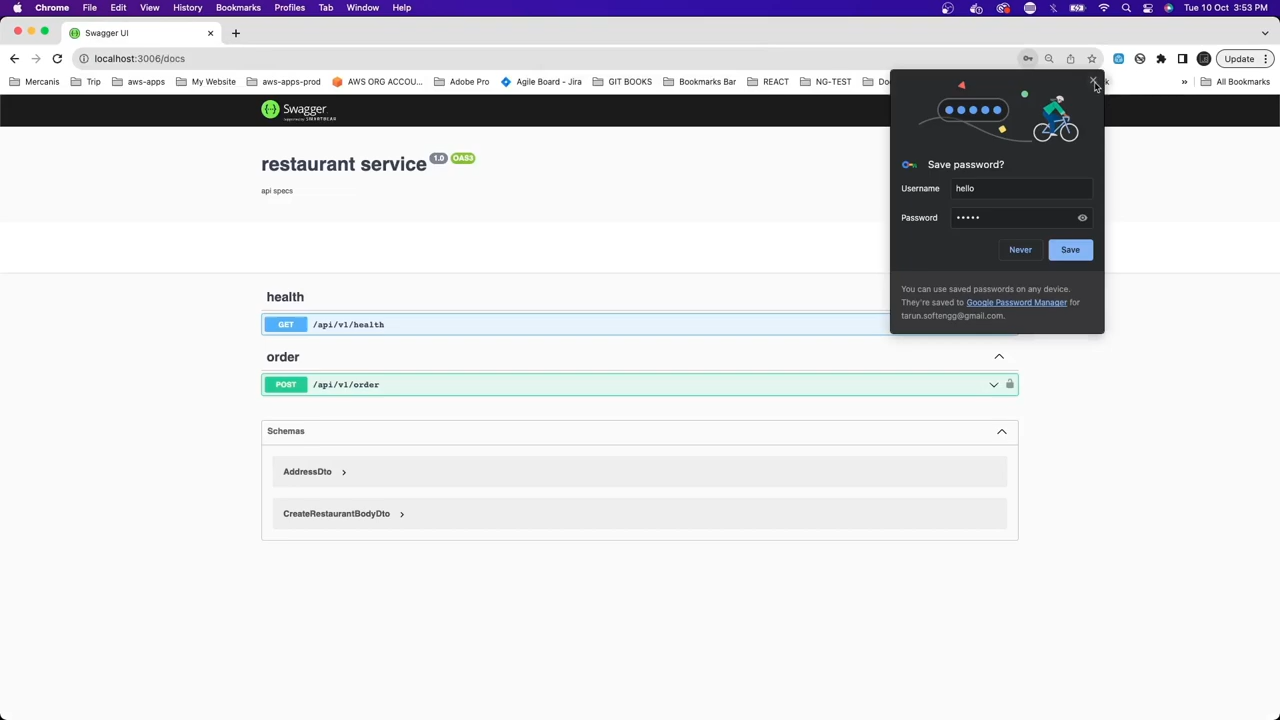 Chrome File Edit View History Bookmarks Profiles Tab Window Help Tue 10 Oct 3:53 PM
Swagger UI
localhost:3006/docs Update
Mercanis Trip aws-apps My Website aws-apps-prod AWS ORG ACCOU... Adobe Pro Agile Board - Jira GIT BOOKS Bookmarks Bar REACT NG-TEST » All Bookmarks
Swagger
Supported by SMARTBEAR
restaurant service 1.0 OAS3
api specs
Save password?
Username hello
Password •••••
Never Save
You can use saved passwords on any device.
They're saved to Google Password Manager for
tarun.softengg@gmail.com.
health
GET /api/v1/health
order
POST /api/v1/order
Schemas
AddressDto
CreateRestaurantBodyDto